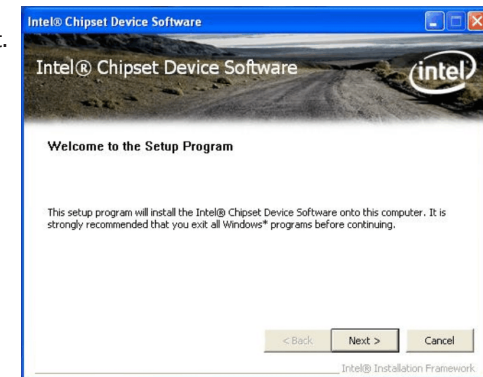 Intel® Chipset Device Software
Intel® Chipset Device Software
intel
Welcome to the Setup Program
This setup program will install the Intel® Chipset Device Software onto this computer. It is
strongly recommended that you exit all Windows* programs before continuing.
< Back
Next >
Cancel
Intel® Installation Framework